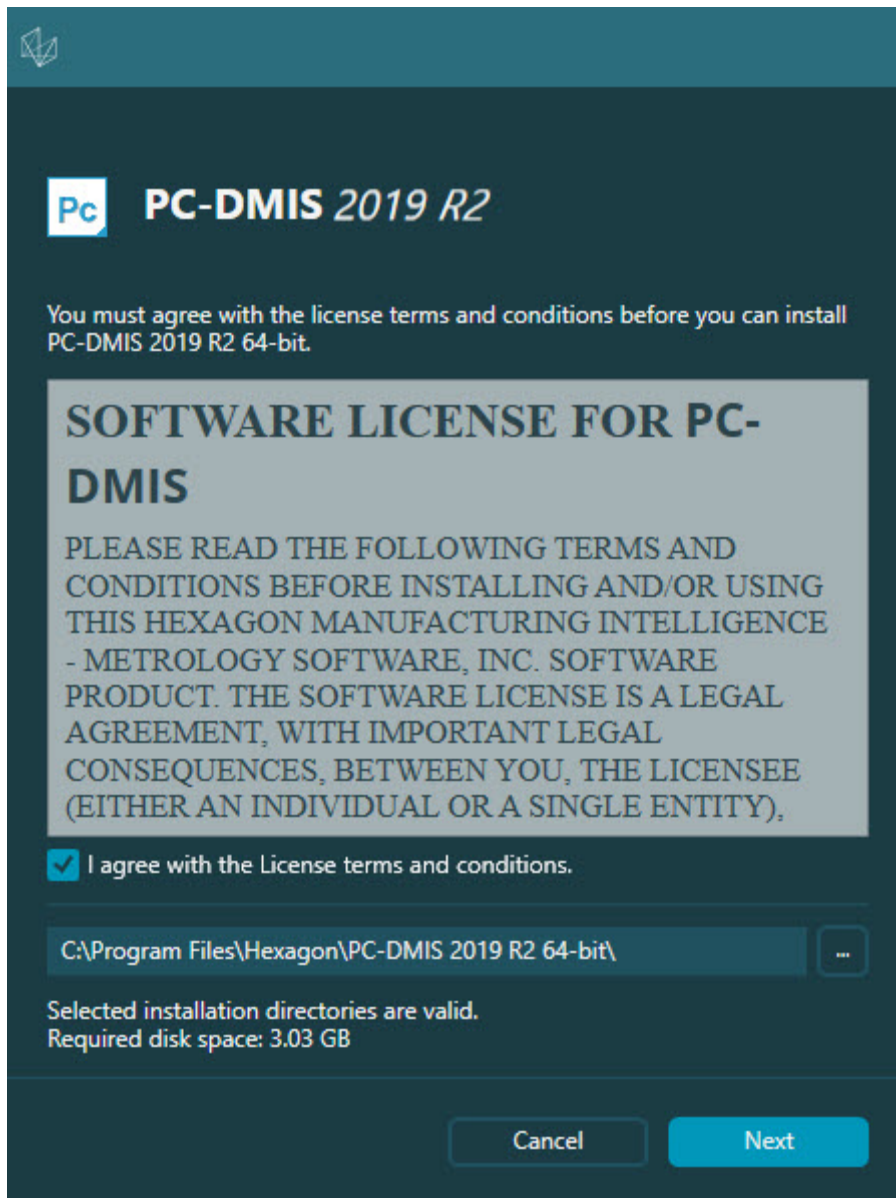 Pc PC-DMIS 2019 R2
You must agree with the license terms and conditions before you can install
PC-DMIS 2019 R2 64-bit.
SOFTWARE LICENSE FOR PC-
DMIS
PLEASE READ THE FOLLOWING TERMS AND
CONDITIONS BEFORE INSTALLING AND/OR USING
THIS HEXAGON MANUFACTURING INTELLIGENCE
- METROLOGY SOFTWARE, INC. SOFTWARE
PRODUCT. THE SOFTWARE LICENSE IS A LEGAL
AGREEMENT, WITH IMPORTANT LEGAL
CONSEQUENCES, BETWEEN YOU, THE LICENSEE
(EITHER AN INDIVIDUAL OR A SINGLE ENTITY),
I agree with the License terms and conditions.
C:\Program Files\Hexagon\PC-DMIS 2019 R2 64-bit\ ...
Selected installation directories are valid.
Required disk space: 3.03 GB
Cancel Next